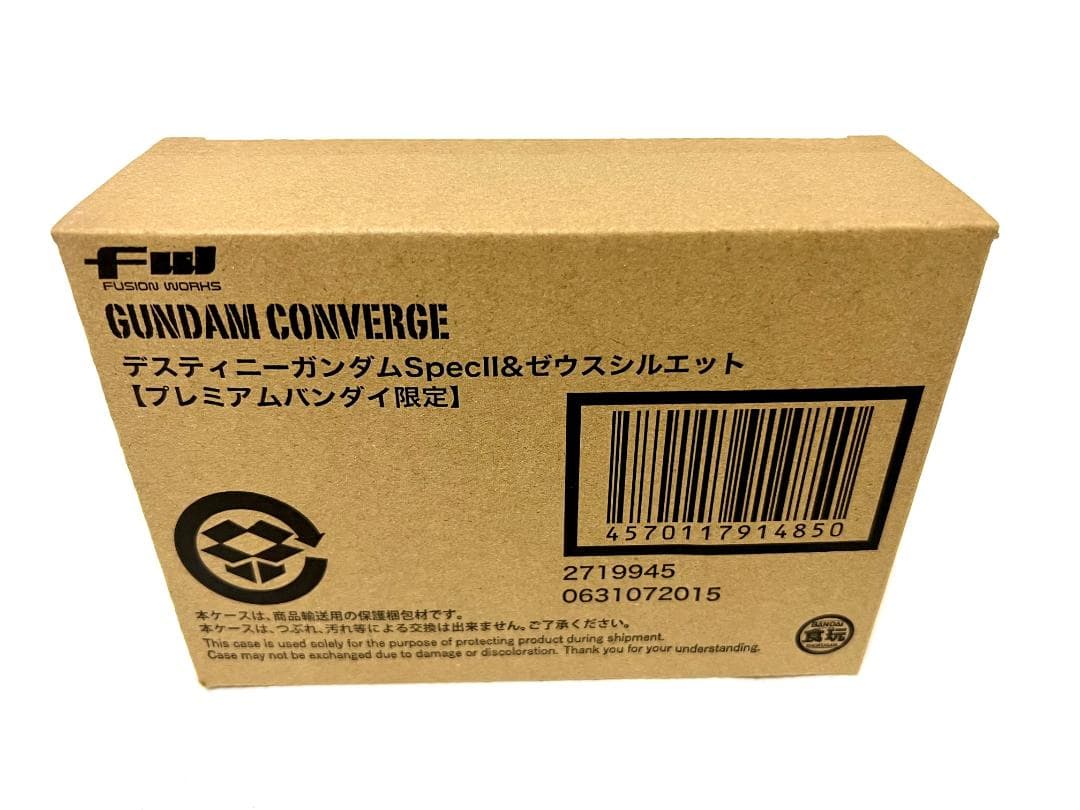 FW
FUSION WORKS
GUNDAM CONVERGE
デスティニーガンダムSpecII&ゼウスシルエット
【プレミアムバンダイ限定】
4570117914850
2719945
0631072015
本ケースは、商品輸送用の保護梱包材です。
本ケースは、つぶれ、汚れ等による交換は出来ません。ご了承ください。
This case is used solely for the purpose of protecting product during shipment.
Case may not be exchanged due to damage or discoloration. Thank you for your understanding.
BANDAI
食玩